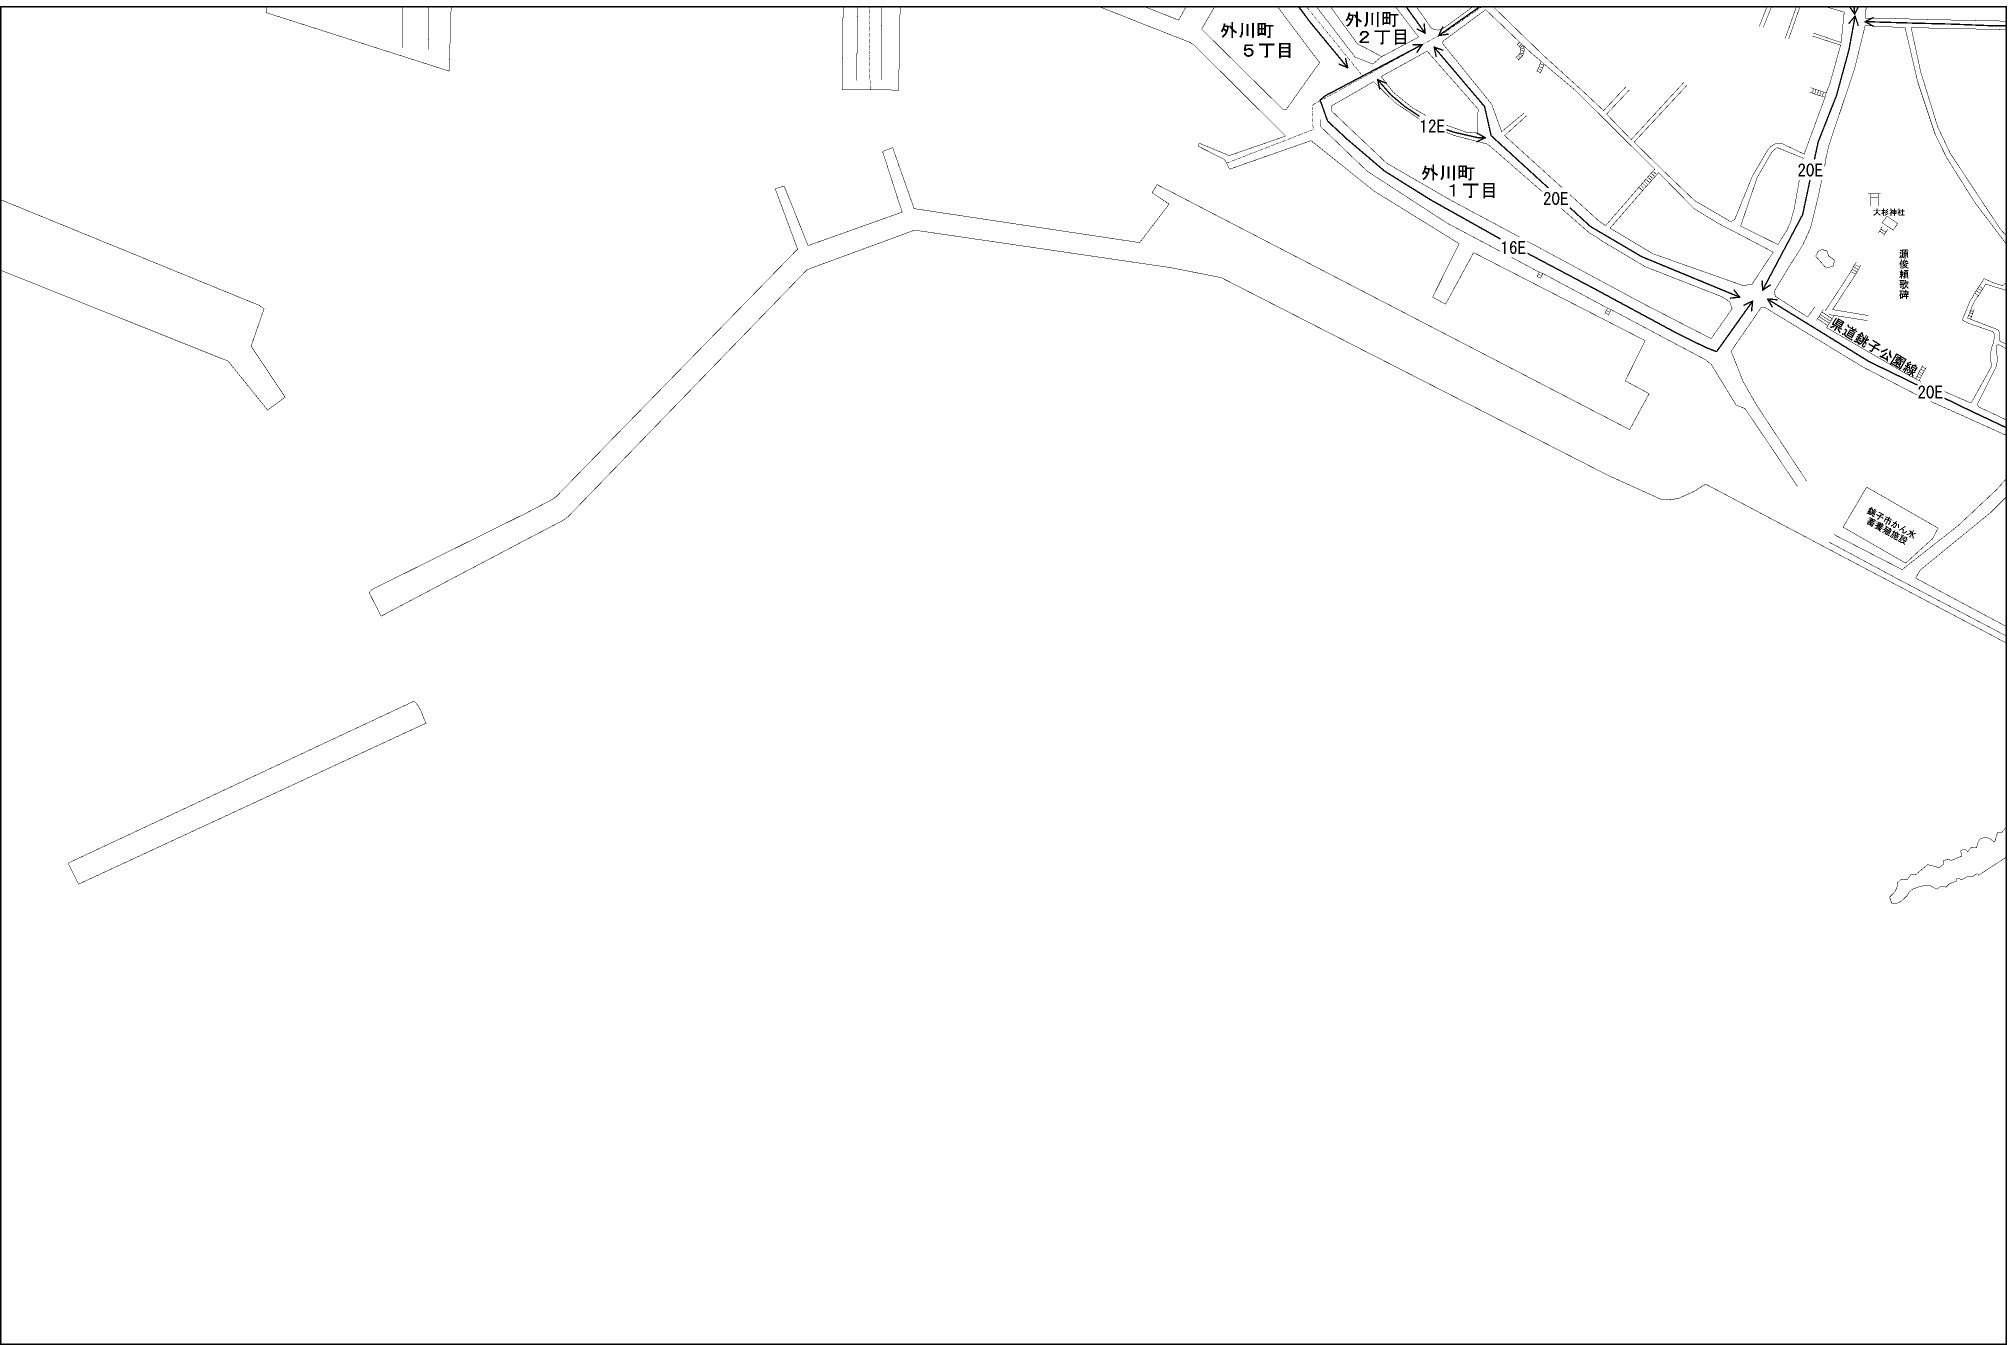 外川町
5丁目
外川町
2丁目
12E
外川町
1丁目
20E
16E
20E
大杉神社
源俊頼歌碑
県道銚子公園線
20E
銚子市かん水
蓄養殖施設